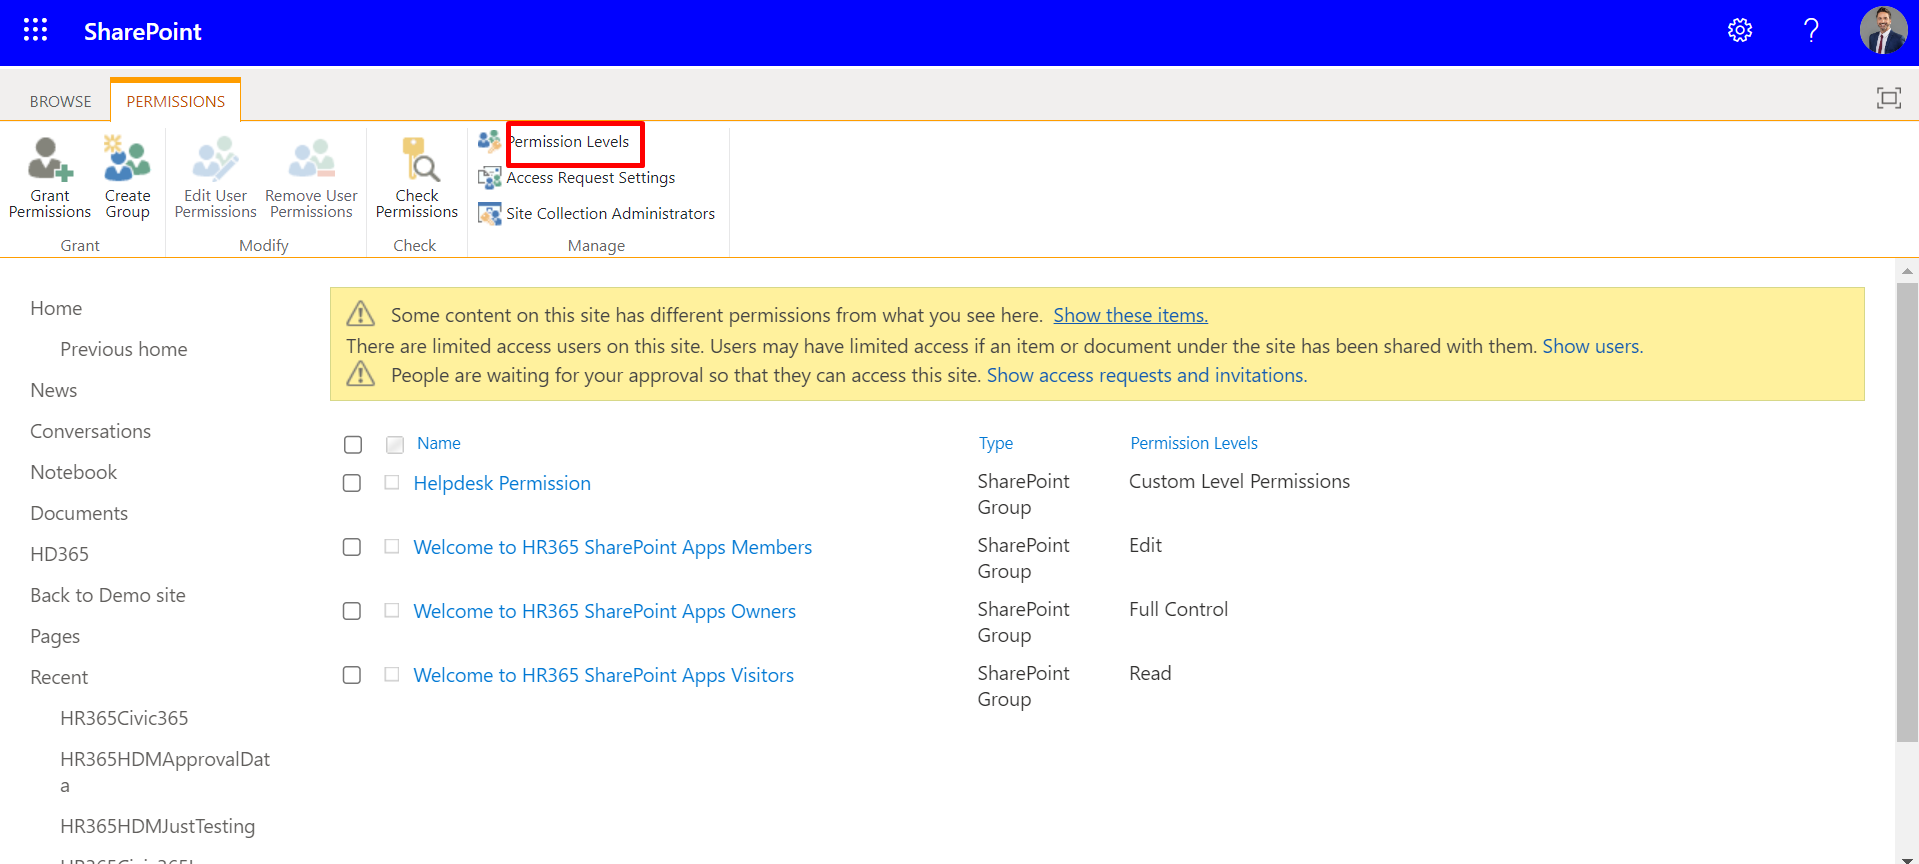 SharePoint
BROWSE
PERMISSIONS
Grant
Permissions
Create
Group
Grant
Edit User
Permissions
Remove User
Permissions
Modify
Check
Permissions
Check
Permission Levels
Access Request Settings
Site Collection Administrators
Manage
Home
Previous home
News
Conversations
Notebook
Documents
HD365
Back to Demo site
Pages
Recent
HR365Civic365
HR365HDMApprovalDat
a
HR365HDMJustTesting
Some content on this site has different permissions from what you see here. Show these items.
There are limited access users on this site. Users may have limited access if an item or document under the site has been shared with them. Show users.
People are waiting for your approval so that they can access this site. Show access requests and invitations.
Name Type Permission Levels
Helpdesk Permission SharePoint Custom Level Permissions
Group
Welcome to HR365 SharePoint Apps Members SharePoint Edit
Group
Welcome to HR365 SharePoint Apps Owners SharePoint Full Control
Group
Welcome to HR365 SharePoint Apps Visitors SharePoint Read
Group